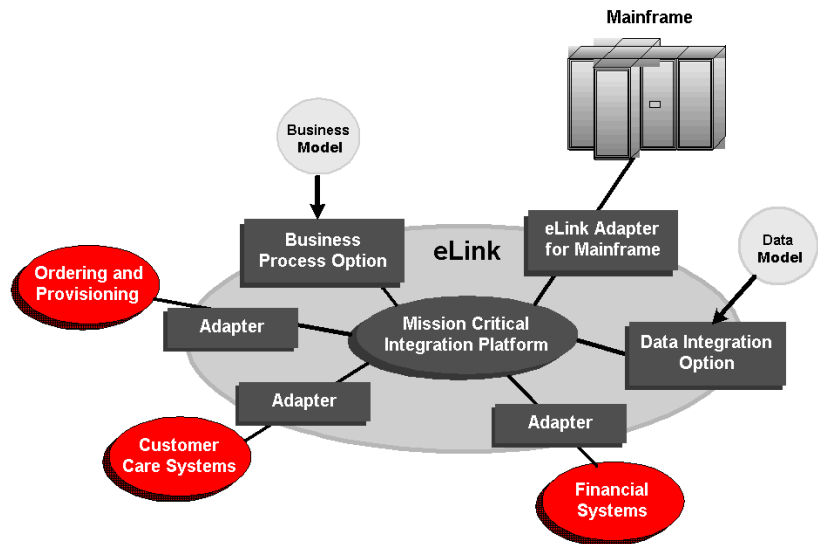 Mainframe
Business
Model
Business
Process Option
eLink
eLink Adapter
for Mainframe
Data
Model
Ordering and
Provisioning
Adapter
Mission Critical
Integration Platform
Data Integration
Option
Adapter
Adapter
Customer
Care Systems
Financial
Systems